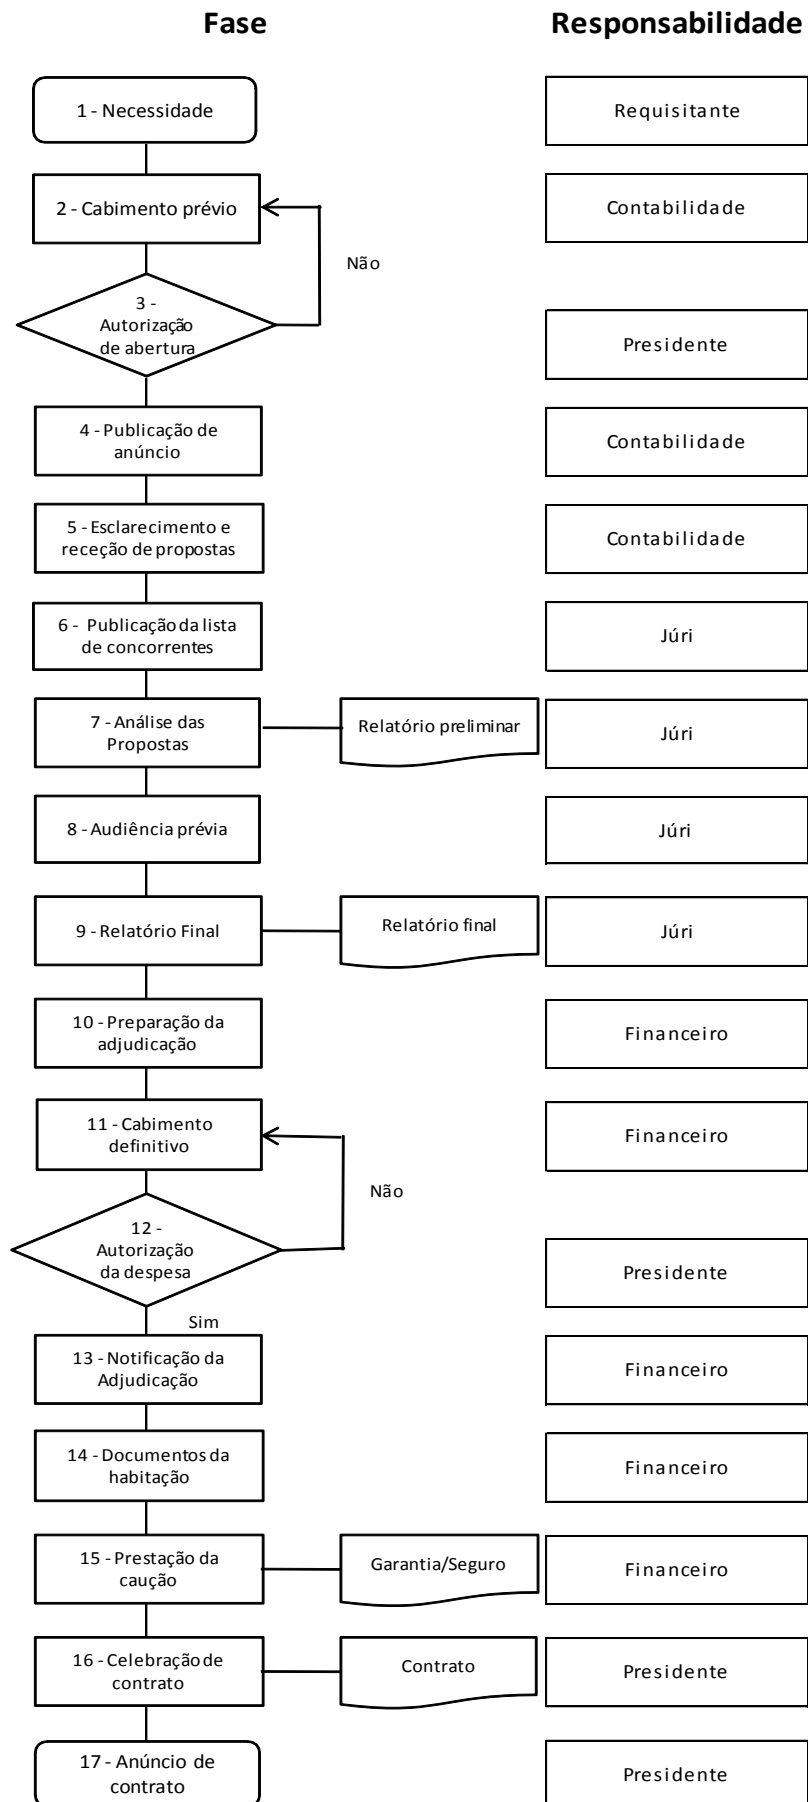 Fase
Responsabilidade
1 - Necessidade
Requisitante
2 - Cabimento prévio
Contabilidade
Não
3 -
Autorização
de abertura
Presidente
4 - Publicação de
anúncio
Contabilidade
5 - Esclarecimento e
receção de propostas
Contabilidade
6 - Publicação da lista
de concorrentes
Júri
7 - Análise das
Propostas
Relatório preliminar
Júri
8 - Audiência prévia
Júri
9 - Relatório Final
Relatório final
Júri
10 - Preparação da
adjudicação
Financeiro
11 - Cabimento
definitivo
Financeiro
Não
12 -
Autorização
da despesa
Presidente
Sim
13 - Notificação da
Adjudicação
Financeiro
14 - Documentos da
habitação
Financeiro
15 - Prestação da
caução
Garantia/Seguro
Financeiro
16 - Celebração de
contrato
Contrato
Presidente
17 - Anúncio de
contrato
Presidente